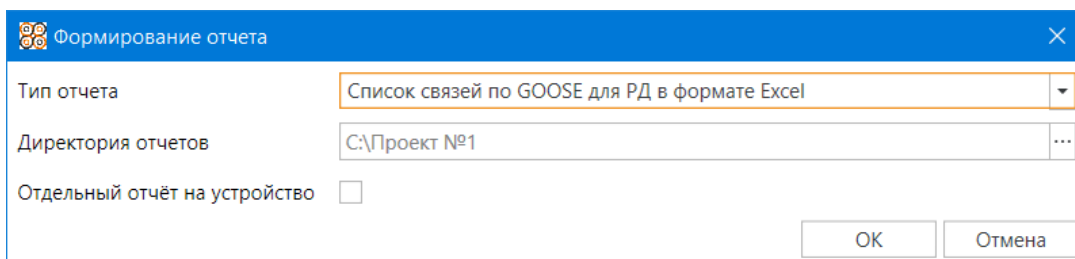 Формирование отчета
Тип отчета Список связей по GOOSE для РД в формате Excel
Директория отчетов C:\Проект №1 ...
Отдельный отчёт на устройство
ОК Отмена